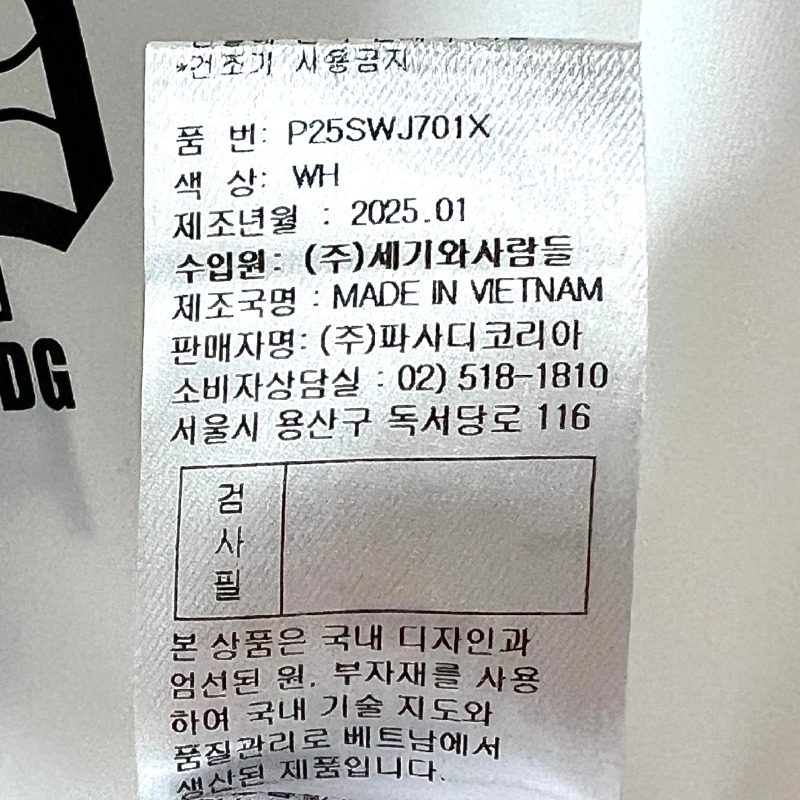 *건조기 사용금지
품 번: P25SWJ701X
색 상: WH
제조년월 : 2025.01
수입원: (주)세기와사람들
제조국명 : MADE IN VIETNAM
판매자명: (주)파사디코리아
소비자상담실 : 02) 518-1810
서울시 용산구 독서당로 116
검
사
필
본 상품은 국내 디자인과
엄선된 원, 부자재를 사용
하여 국내 기술 지도와
품질관리로 베트남에서
생산된 제품입니다.
DG